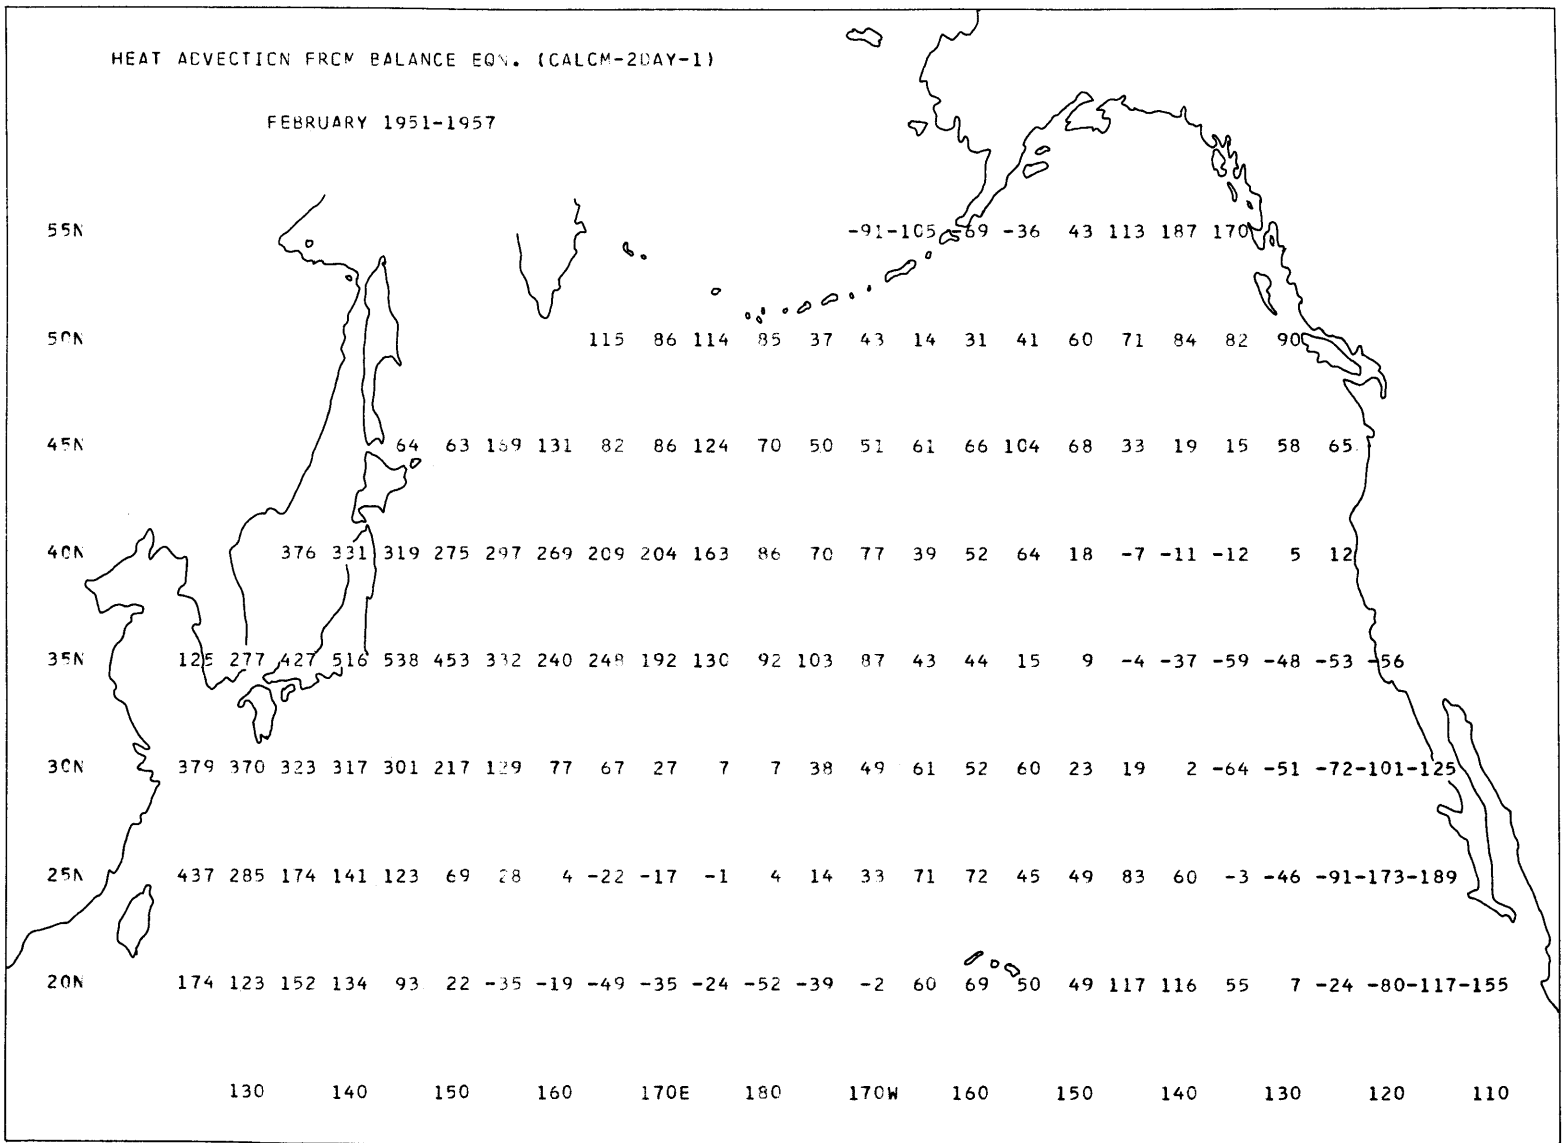 HEAT ADVECTION FROM BALANCE EQN. (CALCM-2DAY-1)
FEBRUARY 1951-1957
55N -91-105 -69 -36 43 113 187 170
50N 115 86 114 85 37 43 14 31 41 60 71 84 82 90
45N 64 63 159 131 82 86 124 70 50 51 61 66 104 68 33 19 15 58 65
40N 376 331 319 275 297 269 209 204 163 86 70 77 39 52 64 18 -7 -11 -12 5 12
35N 125 277 427 516 538 453 332 240 248 192 130 92 103 87 43 44 15 9 -4 -37 -59 -48 -53 -56
30N 379 370 323 317 301 217 129 77 67 27 7 7 38 49 61 52 60 23 19 2 -64 -51 -72-101-125
25N 437 285 174 141 123 69 28 4 -22 -17 -1 4 14 33 71 72 45 49 83 60 -3 -46 -91-173-189
20N 174 123 152 134 93 22 -35 -19 -49 -35 -24 -52 -39 -2 60 69 50 49 117 116 55 7 -24 -80-117-155
130 140 150 160 170E 180 170W 160 150 140 130 120 110